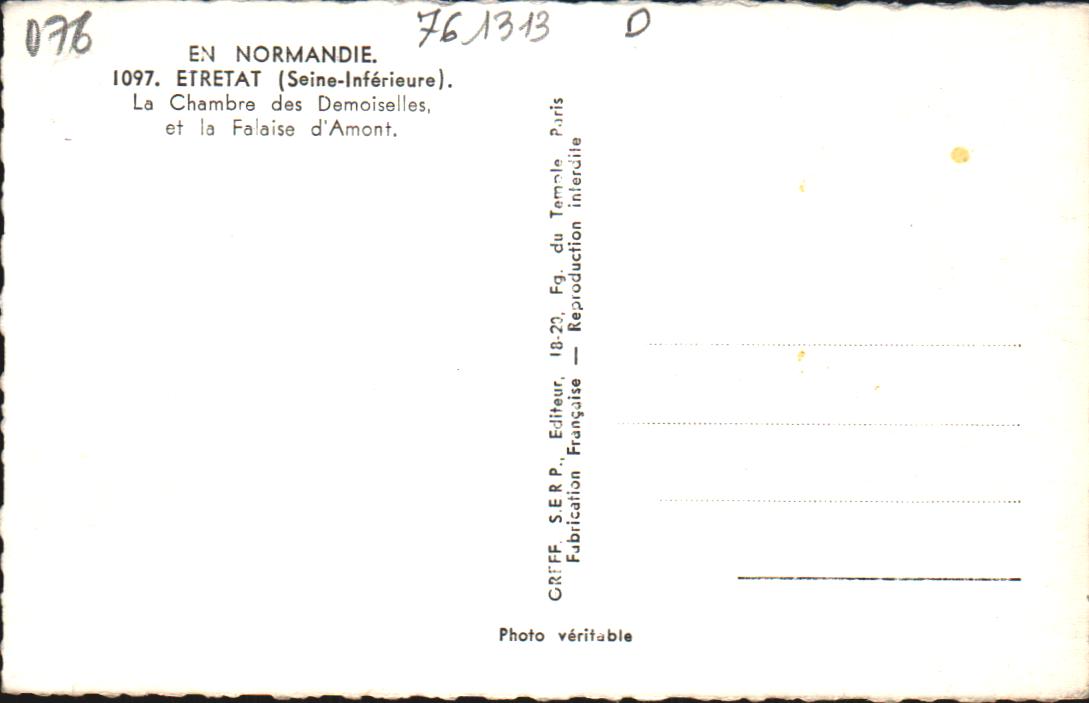 076
761313 D
EN NORMANDIE.
1097. ETRETAT (Seine-Inférieure).
La Chambre des Demoiselles,
et la Falaise d'Amont.
GREFF. S.E.R.P., Editeur, 18-20, Fg. du Temple Paris
Fabrication Française — Reproduction interdite
Photo véritable